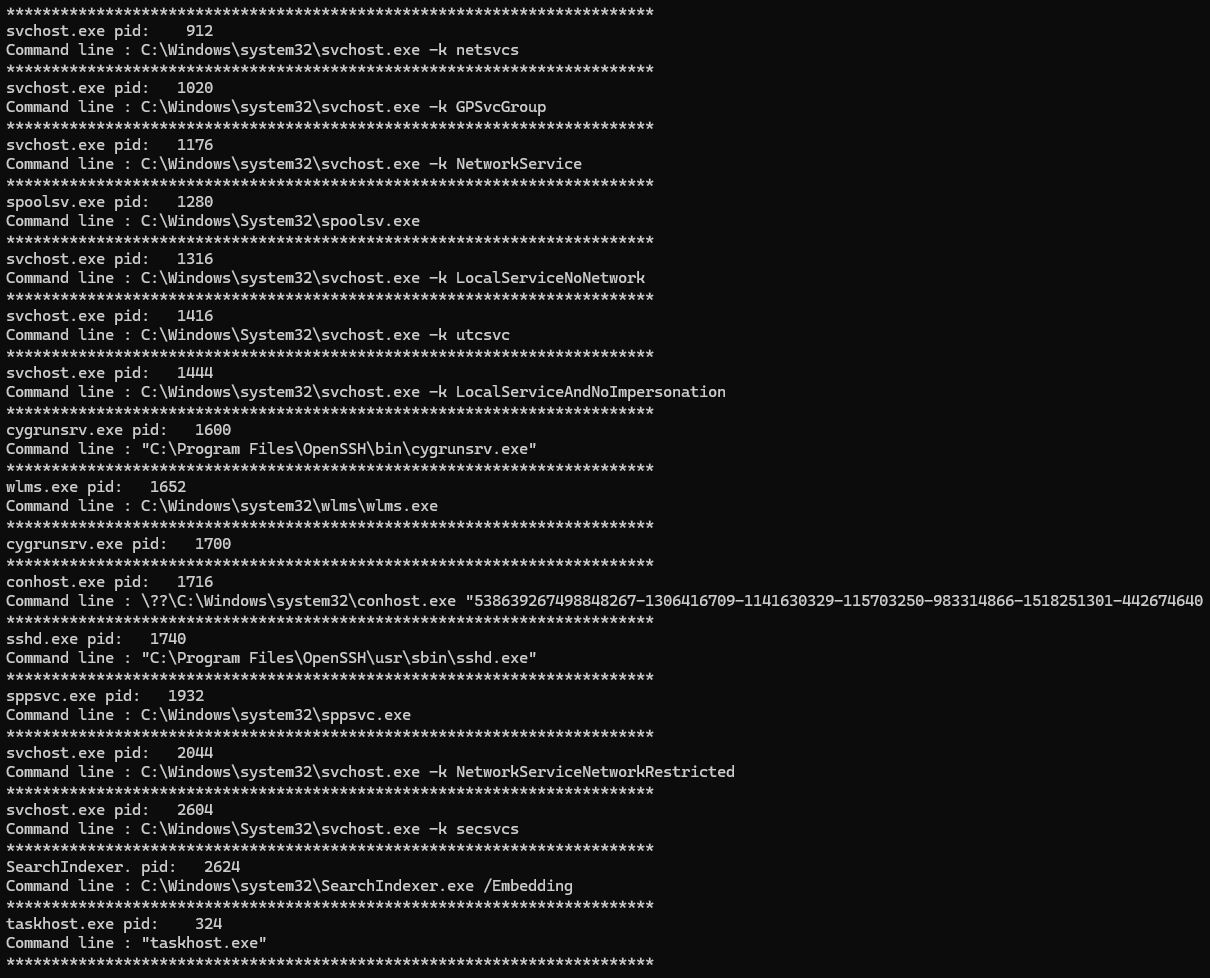 ************************************************************************
svchost.exe pid:    912
Command line : C:\Windows\system32\svchost.exe -k netsvcs
************************************************************************
svchost.exe pid:   1020
Command line : C:\Windows\system32\svchost.exe -k GPSvcGroup
************************************************************************
svchost.exe pid:   1176
Command line : C:\Windows\system32\svchost.exe -k NetworkService
************************************************************************
spoolsv.exe pid:   1280
Command line : C:\Windows\System32\spoolsv.exe
************************************************************************
svchost.exe pid:   1316
Command line : C:\Windows\system32\svchost.exe -k LocalServiceNoNetwork
************************************************************************
svchost.exe pid:   1416
Command line : C:\Windows\System32\svchost.exe -k utcsvc
************************************************************************
svchost.exe pid:   1444
Command line : C:\Windows\system32\svchost.exe -k LocalServiceAndNoImpersonation
************************************************************************
cygrunsrv.exe pid:   1600
Command line : "C:\Program Files\OpenSSH\bin\cygrunsrv.exe"
************************************************************************
wlms.exe pid:   1652
Command line : C:\Windows\system32\wlms\wlms.exe
************************************************************************
cygrunsrv.exe pid:   1700
************************************************************************
conhost.exe pid:   1716
Command line : \??\C:\Windows\system32\conhost.exe "538639267498848267-1306416709-1141630329-115703250-983314866-1518251301-442674640
************************************************************************
sshd.exe pid:   1740
Command line : "C:\Program Files\OpenSSH\usr\sbin\sshd.exe"
************************************************************************
sppsvc.exe pid:   1932
Command line : C:\Windows\system32\sppsvc.exe
************************************************************************
svchost.exe pid:   2044
Command line : C:\Windows\system32\svchost.exe -k NetworkServiceNetworkRestricted
************************************************************************
svchost.exe pid:   2604
Command line : C:\Windows\System32\svchost.exe -k secsvcs
************************************************************************
SearchIndexer. pid:   2624
Command line : C:\Windows\system32\SearchIndexer.exe /Embedding
************************************************************************
taskhost.exe pid:    324
Command line : "taskhost.exe"
************************************************************************